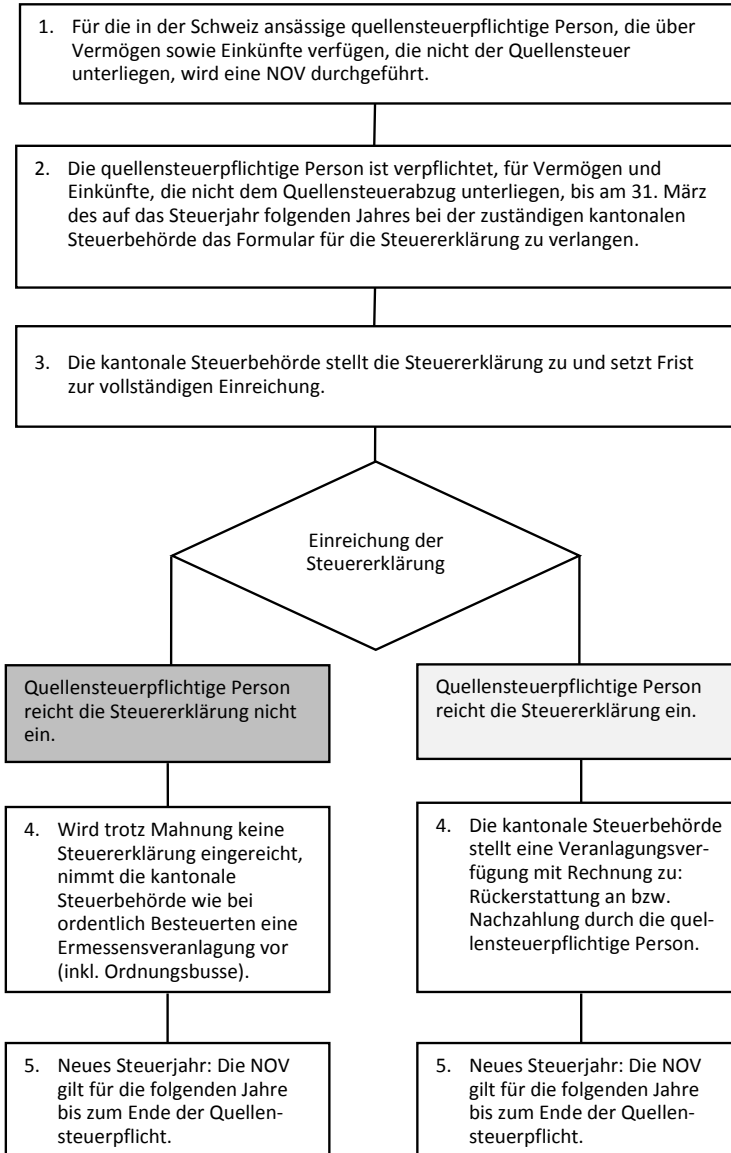 1. Für die in der Schweiz ansässige quellensteuerpflichtige Person, die über
Vermögen sowie Einkünfte verfügen, die nicht der Quellensteuer
unterliegen, wird eine NOV durchgeführt.
2. Die quellensteuerpflichtige Person ist verpflichtet, für Vermögen und
Einkünfte, die nicht dem Quellensteuerabzug unterliegen, bis am 31. März
des auf das Steuerjahr folgenden Jahres bei der zuständigen kantonalen
Steuerbehörde das Formular für die Steuererklärung zu verlangen.
3. Die kantonale Steuerbehörde stellt die Steuererklärung zu und setzt Frist
zur vollständigen Einreichung.
Einreichung der
Steuererklärung
Quellensteuerpflichtige Person
reicht die Steuererklärung nicht
ein.
4. Wird trotz Mahnung keine
Steuererklärung eingereicht,
nimmt die kantonale
Steuerbehörde wie bei
ordentlich Besteuerten eine
Ermessensveranlagung vor
(inkl. Ordnungsbusse).
5. Neues Steuerjahr: Die NOV
gilt für die folgenden Jahre
bis zum Ende der Quellen-
steuerpflicht.
Quellensteuerpflichtige Person
reicht die Steuererklärung ein.
4. Die kantonale Steuerbehörde
stellt eine Veranlagungsver-
fügung mit Rechnung zu:
Rückerstattung an bzw.
Nachzahlung durch die quel-
lensteuerpflichtige Person.
5. Neues Steuerjahr: Die NOV
gilt für die folgenden Jahre
bis zum Ende der Quellen-
steuerpflicht.